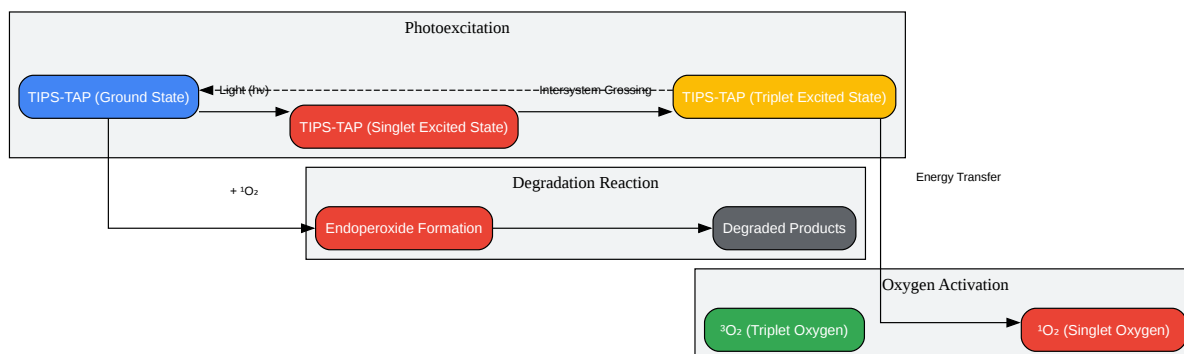 Photoexcitation
Light (hν)
Intersystem Crossing
TIPS-TAP (Ground State)
TIPS-TAP (Triplet Excited State)
TIPS-TAP (Singlet Excited State)
Energy Transfer
+ ¹O₂
Degradation Reaction
Endoperoxide Formation
Degraded Products
Oxygen Activation
³O₂ (Triplet Oxygen)
¹O₂ (Singlet Oxygen)